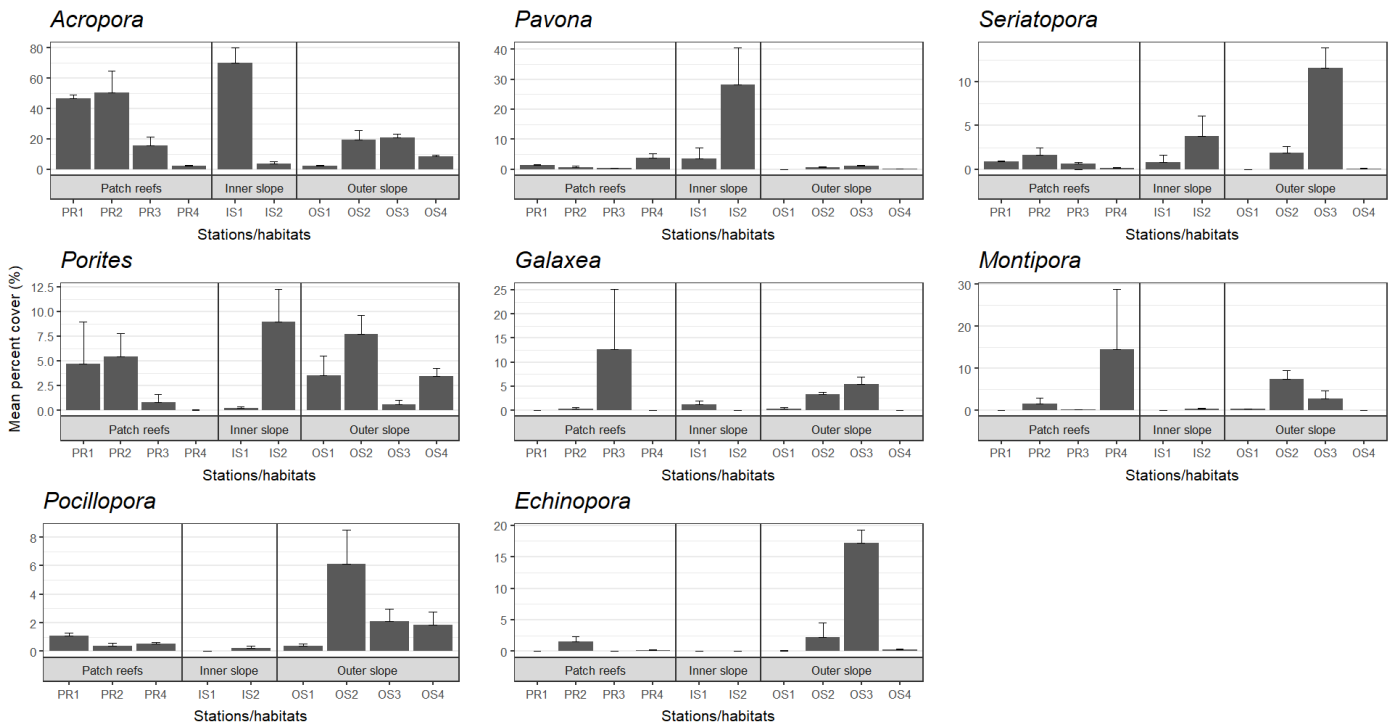 Acropora
80
60
40
20
0
Patch reefs Inner slope Outer slope
PR1 PR2 PR3 PR4 IS1 IS2 OS1 OS2 OS3 OS4
Stations/habitats
Pavona
40
30
20
10
0
Patch reefs Inner slope Outer slope
PR1 PR2 PR3 PR4 IS1 IS2 OS1 OS2 OS3 OS4
Stations/habitats
Seriatopora
10
5
0
Patch reefs Inner slope Outer slope
PR1 PR2 PR3 PR4 IS1 IS2 OS1 OS2 OS3 OS4
Stations/habitats
Mean percent cover (%)
Porites
12.5
10.0
7.5
5.0
2.5
0.0
Patch reefs Inner slope Outer slope
PR1 PR2 PR3 PR4 IS1 IS2 OS1 OS2 OS3 OS4
Stations/habitats
Galaxea
25
20
15
10
5
0
Patch reefs Inner slope Outer slope
PR1 PR2 PR3 PR4 IS1 IS2 OS1 OS2 OS3 OS4
Stations/habitats
Montipora
30
20
10
0
Patch reefs Inner slope Outer slope
PR1 PR2 PR3 PR4 IS1 IS2 OS1 OS2 OS3 OS4
Stations/habitats
Pocillopora
8
6
4
2
0
Patch reefs Inner slope Outer slope
PR1 PR2 PR4 IS1 IS2 OS1 OS2 OS3 OS4
Stations/habitats
Echinopora
20
15
10
5
0
Patch reefs Inner slope Outer slope
PR1 PR2 PR3 PR4 IS1 IS2 OS1 OS2 OS3 OS4
Stations/habitats